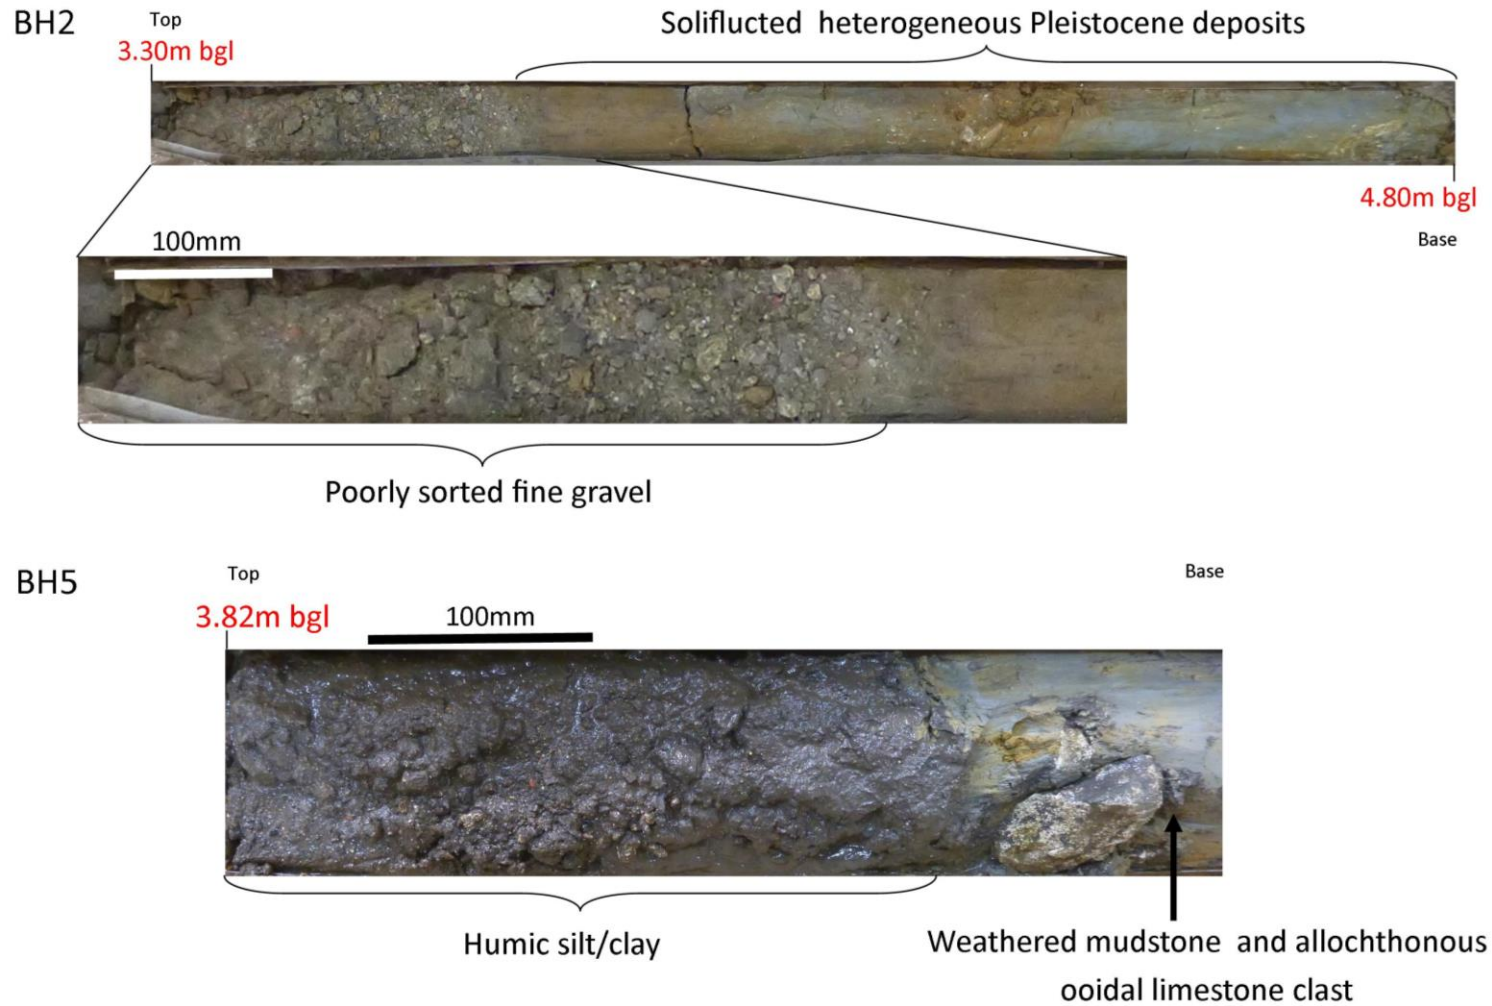 BH2
Top
3.30m bgl
Soliflucted heterogeneous Pleistocene deposits
4.80m bgl
Base
100mm
Poorly sorted fine gravel
BH5
Top
Base
3.82m bgl
100mm
Humic silt/clay
Weathered mudstone and allochthonous
ooidal limestone clast